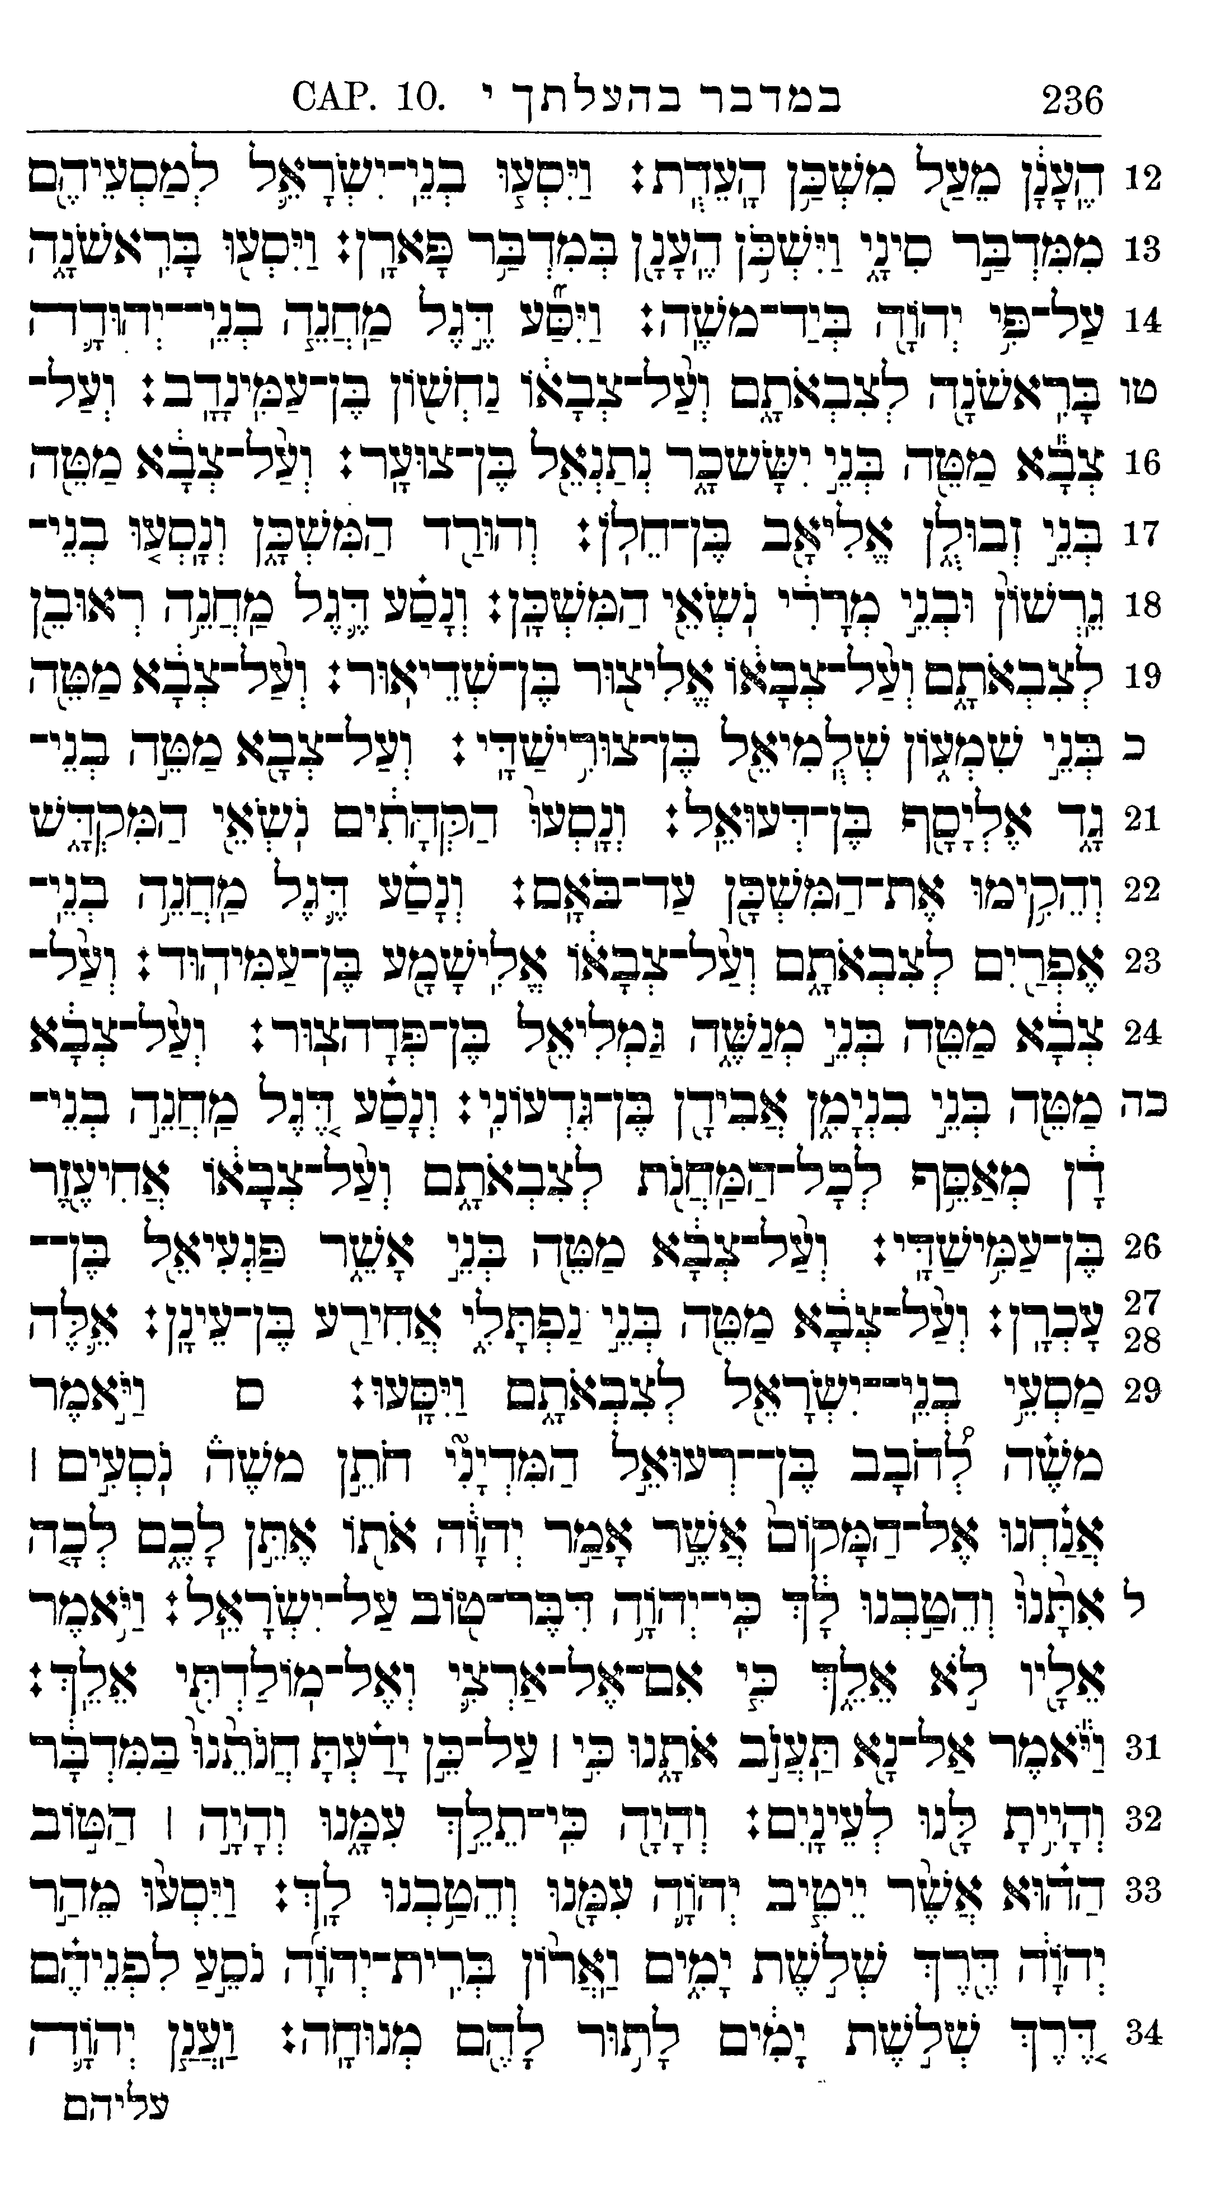 236 במדבר בהעלתך י CAP. 10.
12 הֶֽעָנָ֔ן מֵעַ֖ל מִשְׁכַּ֥ן הָֽעֵדֻֽת׃ וַיִּסְע֧וּ בְנֵֽי־יִשְׂרָאֵ֛ל לְמַסְעֵיהֶ֖ם
13 מִמִּדְבַּ֣ר סִינָ֑י וַיִּשְׁכֹּ֥ן הֶֽעָנָ֖ן בְּמִדְבַּ֥ר פָּארָֽן׃ וַיִּסְע֖וּ בָּרִֽאשֹׁנָ֑ה
14 עַל־פִּ֥י יְהוָֹ֖ה בְּיַד־משֶֽׁה׃ וַיִּסַּ֞ע דֶּ֣גֶל מַֽחֲנֵ֧ה בְנֵֽי־יְהוּדָ֛ה
טו בָּרִֽאשֹׁנָ֖ה לְצִבְאֹתָ֑ם וְעַ֨ל־צְבָא֔וֹ נַחְשׁ֖וֹן בֶּן־עַמִּֽינָדָֽב׃ וְעַ֨ל־
16 צְבָ֔א מַטֵּ֖ה בְּנֵ֣י יִשָּׂשכָ֑ר נְתַנְאֵ֖ל בֶּן־צוּעָֽר׃ וְעַ֨ל־צְבָ֔א מַטֵּ֖ה
17 בְּנֵ֣י זְבוּלֻ֑ן אֱלִיאָ֖ב בֶּן־חֵלֹֽן׃ וְהוּרַ֖ד הַמִּשְׁכָּ֑ן וְנָֽסְע֤וּ בְנֵי־
18 גֵֽרְשׁוֹן֙ וּבְנֵ֣י מְרָרִ֔י נֹֽשְׂאֵ֖י הַמִּשְׁכָּֽן׃ וְנָסַ֗ע דֶּ֛גֶל מַֽחֲנֵ֥ה רְאוּבֵ֖ן
19 לְצִבְאֹתָ֑ם וְעַ֨ל־צְבָא֔וֹ אֱלִיצ֖וּר בֶּן־שְׁדֵיאֽוּר׃ וְעַ֨ל־צְבָ֔א מַטֵּ֖ה
כ בְּנֵ֣י שִׁמְע֑וֹן שְׁלֻֽמִיאֵ֖ל בֶּן־צוּרִ֥ישַׁדָּֽי׃ וְעַל־צְבָ֖א מַטֵּ֣ה בְנֵי־
21 גָ֑ד אֶלְיָסָ֖ף בֶּן־דְּעוּאֵֽל׃ וְנָֽסְעוּ֙ הַקְּהָתִ֔ים נֹֽשְׂאֵ֖י הַמִּקְדָּ֑שׁ
22 וְהֵקִ֥ימוּ אֶת־הַמִּשְׁכָּ֖ן עַד־בֹּאָֽם׃ וְנָסַ֗ע דֶּ֛גֶל מַֽחֲנֵ֥ה בְנֵֽי־
23 אֶפְרַ֖יִם לְצִבְאֹתָ֑ם וְעַ֨ל־צְבָא֔וֹ אֱלִֽישָׁמָ֖ע בֶּן־עַמִּיהֽוּד׃ וְעַ֨ל־
24 צְבָ֔א מַטֵּ֖ה בְּנֵ֣י מְנַשֶּׁ֑ה גַּמְלִיאֵ֖ל בֶּן־פְּדָהצֽוּר׃ וְעַ֨ל־צְבָ֔א
כה מַטֵּ֖ה בְּנֵ֣י בִנְיָמִ֑ן אֲבִידָ֖ן בֶּן־גִּדְעוֹנִֽי׃ וְנָסַ֗ע דֶּ֚גֶל מַֽחֲנֵ֣ה בְנֵי־
דָ֔ן מְאַסֵּ֥ף לְכָל־הַמַּֽחֲנֹ֖ת לְצִבְאֹתָ֑ם וְעַ֨ל־צְבָא֔וֹ אֲחִיעֶ֖זֶר
26 בֶּן־עַמִּֽישַׁדָּֽי׃ וְעַ֨ל־צְבָ֔א מַטֵּ֖ה בְּנֵ֣י אָשֵׁ֑ר פַּגְעִיאֵ֖ל בֶּן־
27 עָכְרָֽן׃ וְעַ֨ל־צְבָ֔א מַטֵּ֖ה בְּנֵ֣י נַפְתָּלִ֑י אֲחִירַ֖ע בֶּן־עֵינָֽן׃ אֵ֛לֶּה
28
29 מַסְעֵ֥י בְנֵֽי־יִשְׂרָאֵ֖ל לְצִבְאֹתָ֑ם וַיִּסָּֽעוּ׃ ס וַיֹּ֣אמֶר
משֶׁ֗ה לְ֠חֹבָ֠ב בֶּן־רְעוּאֵ֣ל הַמִּדְיָנִי֘ חֹתֵ֣ן משֶׁה֒ נֹֽסְעִ֣ים ׀
אֲנַ֗חְנוּ אֶל־הַמָּקוֹם֙ אֲשֶׁ֣ר אָמַ֣ר יְהוָֹ֔ה אֹת֖וֹ אֶתֵּ֣ן לָכֶ֑ם לְכָ֤ה
ל אִתָּ֙נוּ֙ וְהֵטַ֣בְנוּ לָ֔ךְ כִּֽי־יְהוָֹ֥ה דִּבֶּר־ט֖וֹב עַל־יִשְׂרָאֵֽל׃ וַיֹּ֥אמֶר
אֵלָ֖יו לֹ֣א אֵלֵ֑ךְ כִּ֧י אִם־אֶל־אַרְצִ֛י וְאֶל־מֽוֹלַדְתִּ֖י אֵלֵֽךְ׃
31 וַיֹּ֕אמֶר אַל־נָ֖א תַּֽעֲזֹ֣ב אֹתָ֑נוּ כִּ֣י ׀ עַל־כֵּ֣ן יָדַ֗עְתָּ חֲנֹתֵ֙נוּ֙ בַּמִּדְבָּ֔ר
32 וְהָיִ֥יתָ לָּ֖נוּ לְעֵינָֽיִם׃ וְהָיָ֖ה כִּֽי־תֵלֵ֣ךְ עִמָּ֑נוּ וְהָיָ֣ה ׀ הַטּ֣וֹב
33 הַה֗וּא אֲשֶׁ֨ר יֵיטִ֧יב יְהוָֹ֛ה עִמָּ֖נוּ וְהֵטַ֥בְנוּ לָֽךְ׃ וַיִּסְעוּ֙ מֵהַ֣ר
יְהוָֹ֔ה דֶּ֖רֶךְ שְׁל֣שֶׁת יָמִ֑ים וַֽאֲר֨וֹן בְּרִית־יְהוָֹ֜ה נֹסֵ֣עַ לִפְנֵיהֶ֗ם
34 דֶּ֚רֶךְ שְׁל֣שֶׁת יָמִ֔ים לָת֥וּר לָהֶ֖ם מְנוּחָֽה׃ וַֽעֲנַ֧ן יְהוָֹ֛ה
עליהם